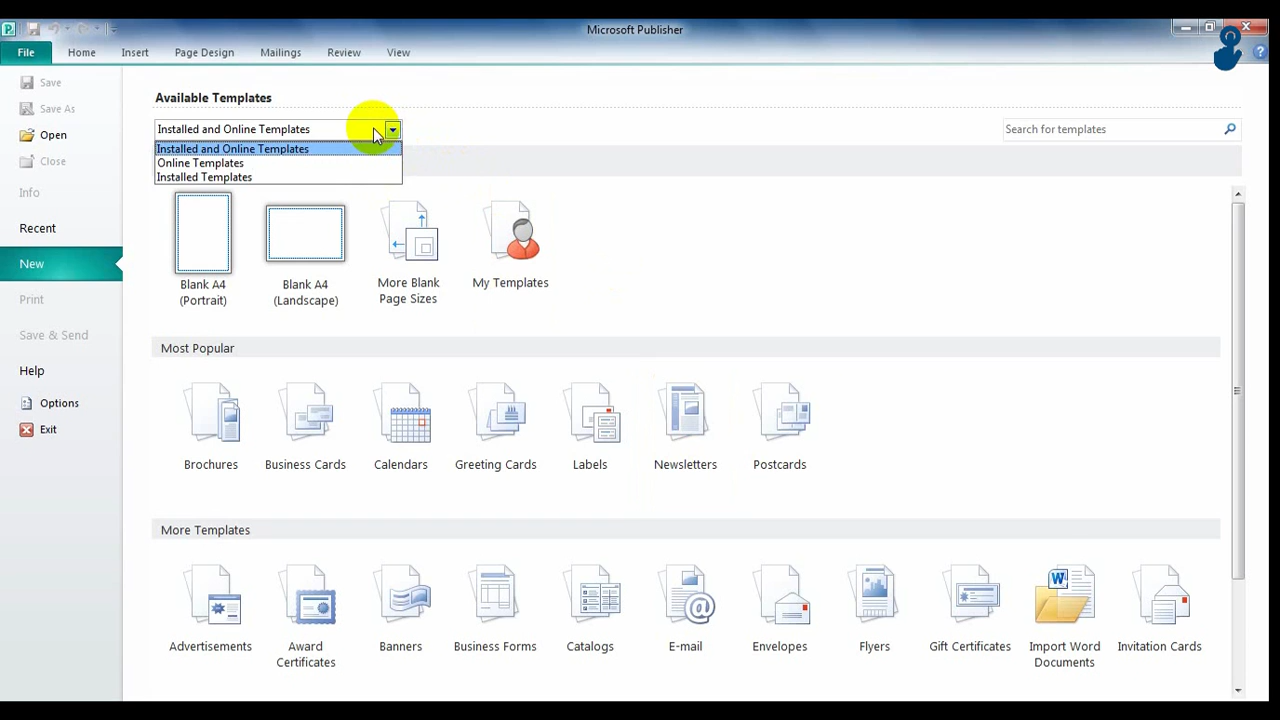 Microsoft Publisher
File Home Insert Page Design Mailings Review View
Save
Save As
Open
Close
Info
Recent
New
Print
Save & Send
Help
Options
Exit
Available Templates
Installed and Online Templates
Search for templates
Installed and Online Templates
Online Templates
Installed Templates
Blank A4
(Portrait)
Blank A4
(Landscape)
More Blank
Page Sizes
My Templates
Most Popular
Brochures
Business Cards
Calendars
Greeting Cards
Labels
Newsletters
Postcards
More Templates
Advertisements
Award
Certificates
Banners
Business Forms
Catalogs
E-mail
Envelopes
Flyers
Gift Certificates
Import Word
Documents
Invitation Cards